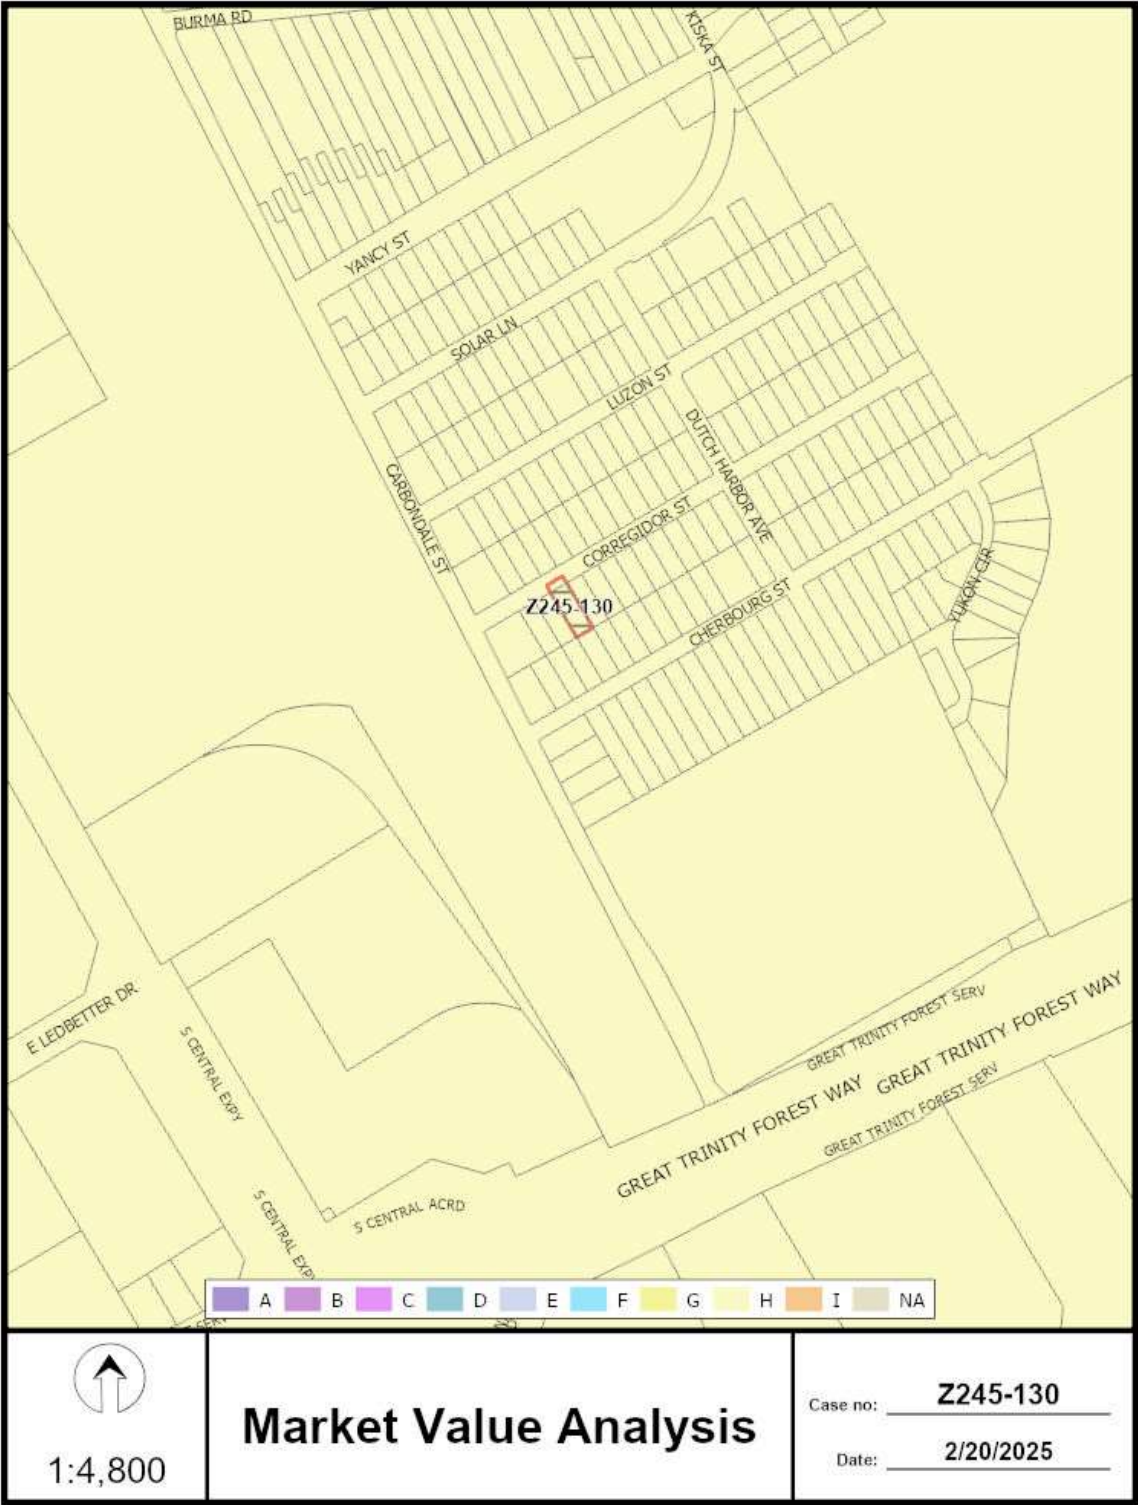 BURMA RD
KISKA ST
YANCY ST
SOLAR LN
LUZON ST
DUTCH HARBOR AVE
CARBONDALE ST
CORREGIDOR ST
YUKON CIR
Z245-130
CHERBOURG ST
GREAT TRINITY FOREST SERV
GREAT TRINITY FOREST WAY
E LEDBETTER DR
S CENTRAL EXPY
GREAT TRINITY FOREST WAY
GREAT TRINITY FOREST SERV
S CENTRAL ACRD
S CENTRAL EXPY
A B C D E F G H I NA
1:4,800
Market Value Analysis
Case no: Z245-130
Date: 2/20/2025